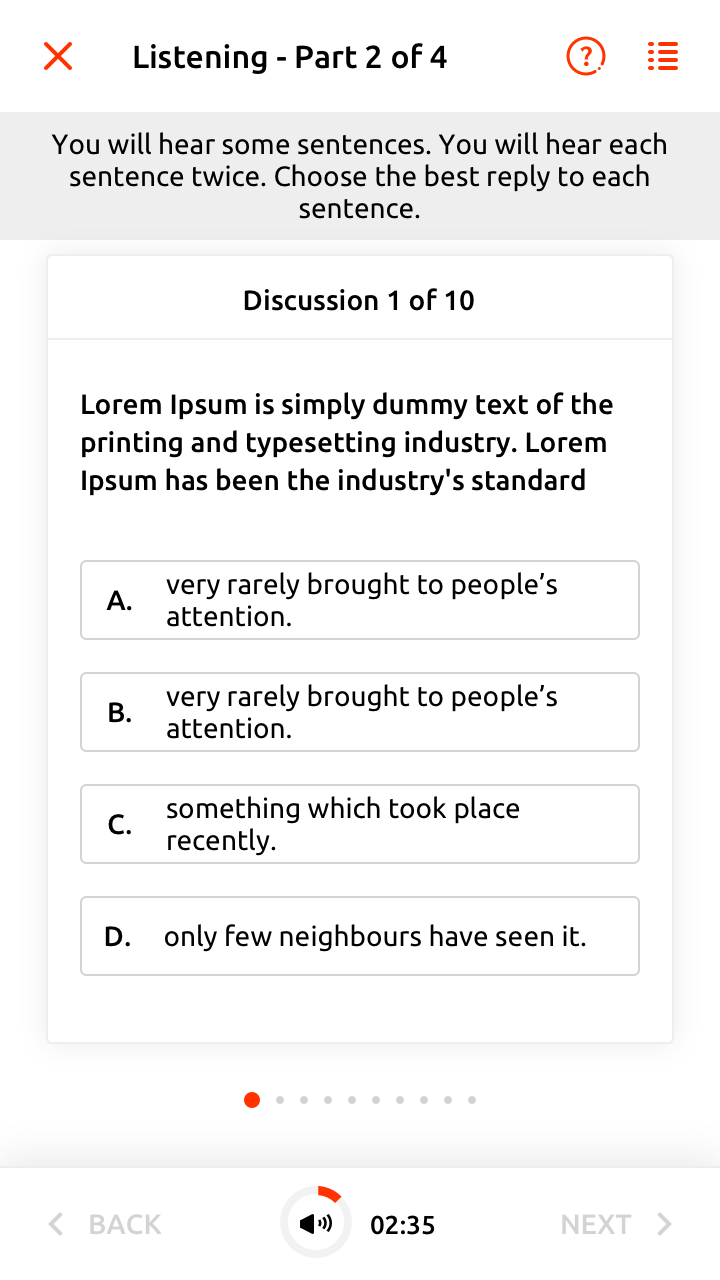 Listening - Part 2 of 4
?
You will hear some sentences. You will hear each
sentence twice. Choose the best reply to each
sentence.
Discussion 1 of 10
Lorem Ipsum is simply dummy text of the
printing and typesetting industry. Lorem
Ipsum has been the industry's standard
A. very rarely brought to people’s
attention.
B. very rarely brought to people’s
attention.
C. something which took place
recently.
D. only few neighbours have seen it.
BACK
02:35
NEXT